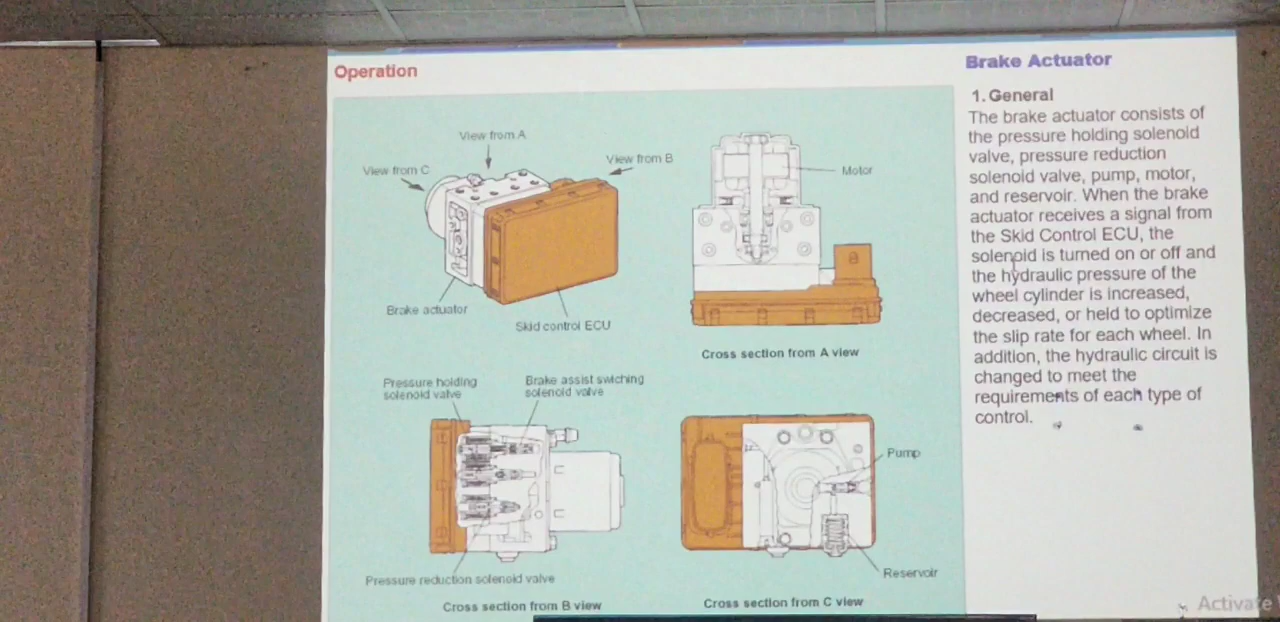 Operation
View from A
View from C
View from B
Brake actuator
Skid control ECU
Motor
Cross section from A view
Pressure holding
solenoid valve
Brake assist swiching
solenoid valve
Pressure reduction solenoid valve
Cross section from B view
Pump
Reservoir
Cross section from C view
Brake Actuator
1. General
The brake actuator consists of
the pressure holding solenoid
valve, pressure reduction
solenoid valve, pump, motor,
and reservoir. When the brake
actuator receives a signal from
the Skid Control ECU, the
solenoid is turned on or off and
the hydraulic pressure of the
wheel cylinder is increased,
decreased, or held to optimize
the slip rate for each wheel. In
addition, the hydraulic circuit is
changed to meet the
requirements of each type of
control.
Activate